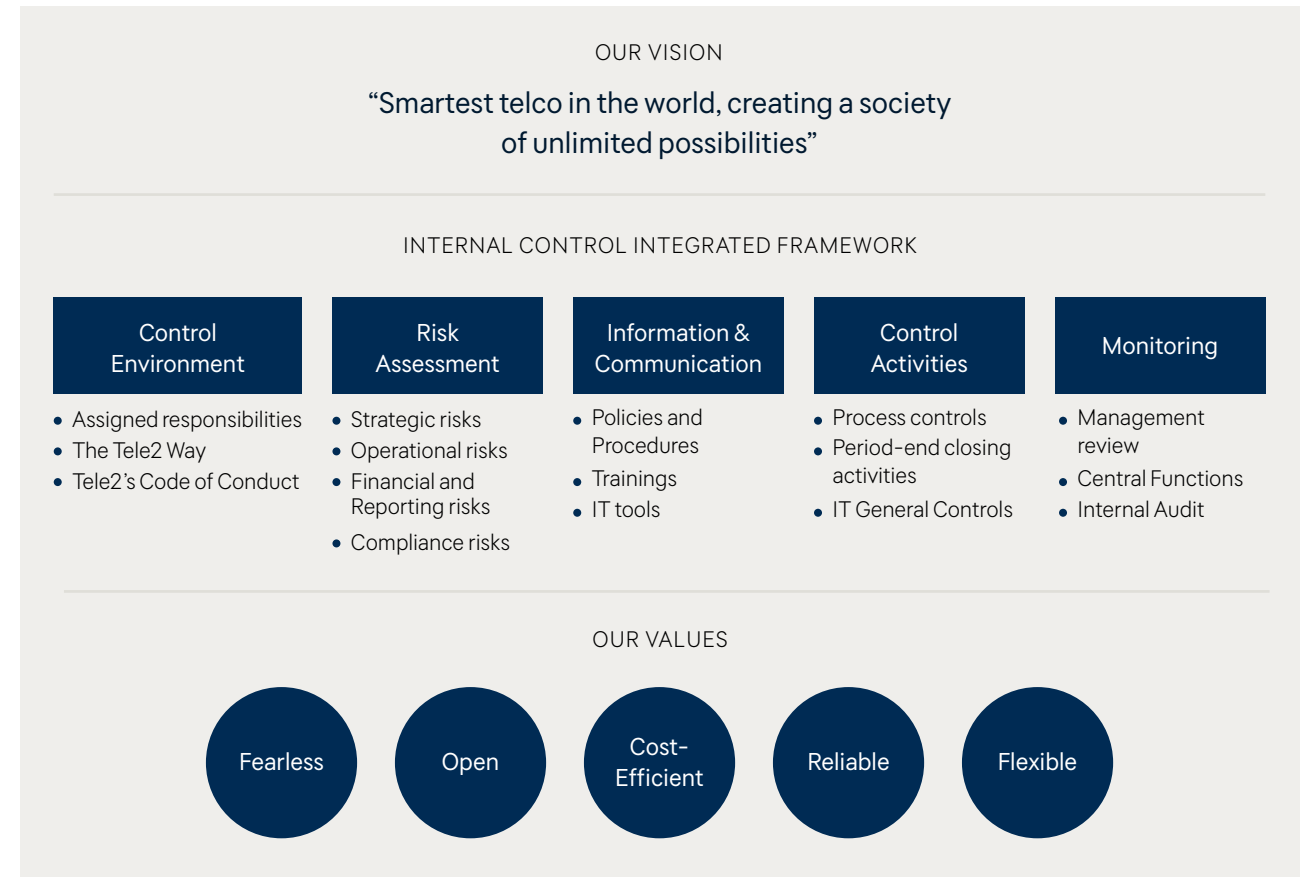 OUR VISION
“Smartest telco in the world, creating a society
of unlimited possibilities”
INTERNAL CONTROL INTEGRATED FRAMEWORK
Control
Environment
• Assigned responsibilities
• The Tele2 Way
• Tele2’s Code of Conduct
Risk
Assessment
• Strategic risks
• Operational risks
• Financial and
Reporting risks
• Compliance risks
Information &
Communication
• Policies and
Procedures
• Trainings
• IT tools
Control
Activities
• Process controls
• Period-end closing
activities
• IT General Controls
Monitoring
• Management
review
• Central Functions
• Internal Audit
OUR VALUES
Fearless
Open
Cost-
Efficient
Reliable
Flexible